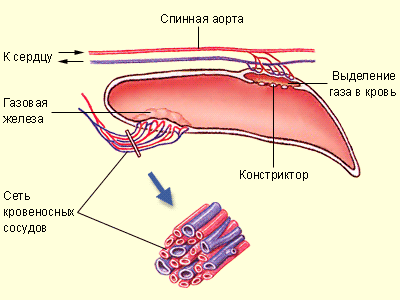 Спинная аорта
К сердцу
Газовая
железа
Выделение
газа в кровь
Констриктор
Сеть
кровеносных
сосудов